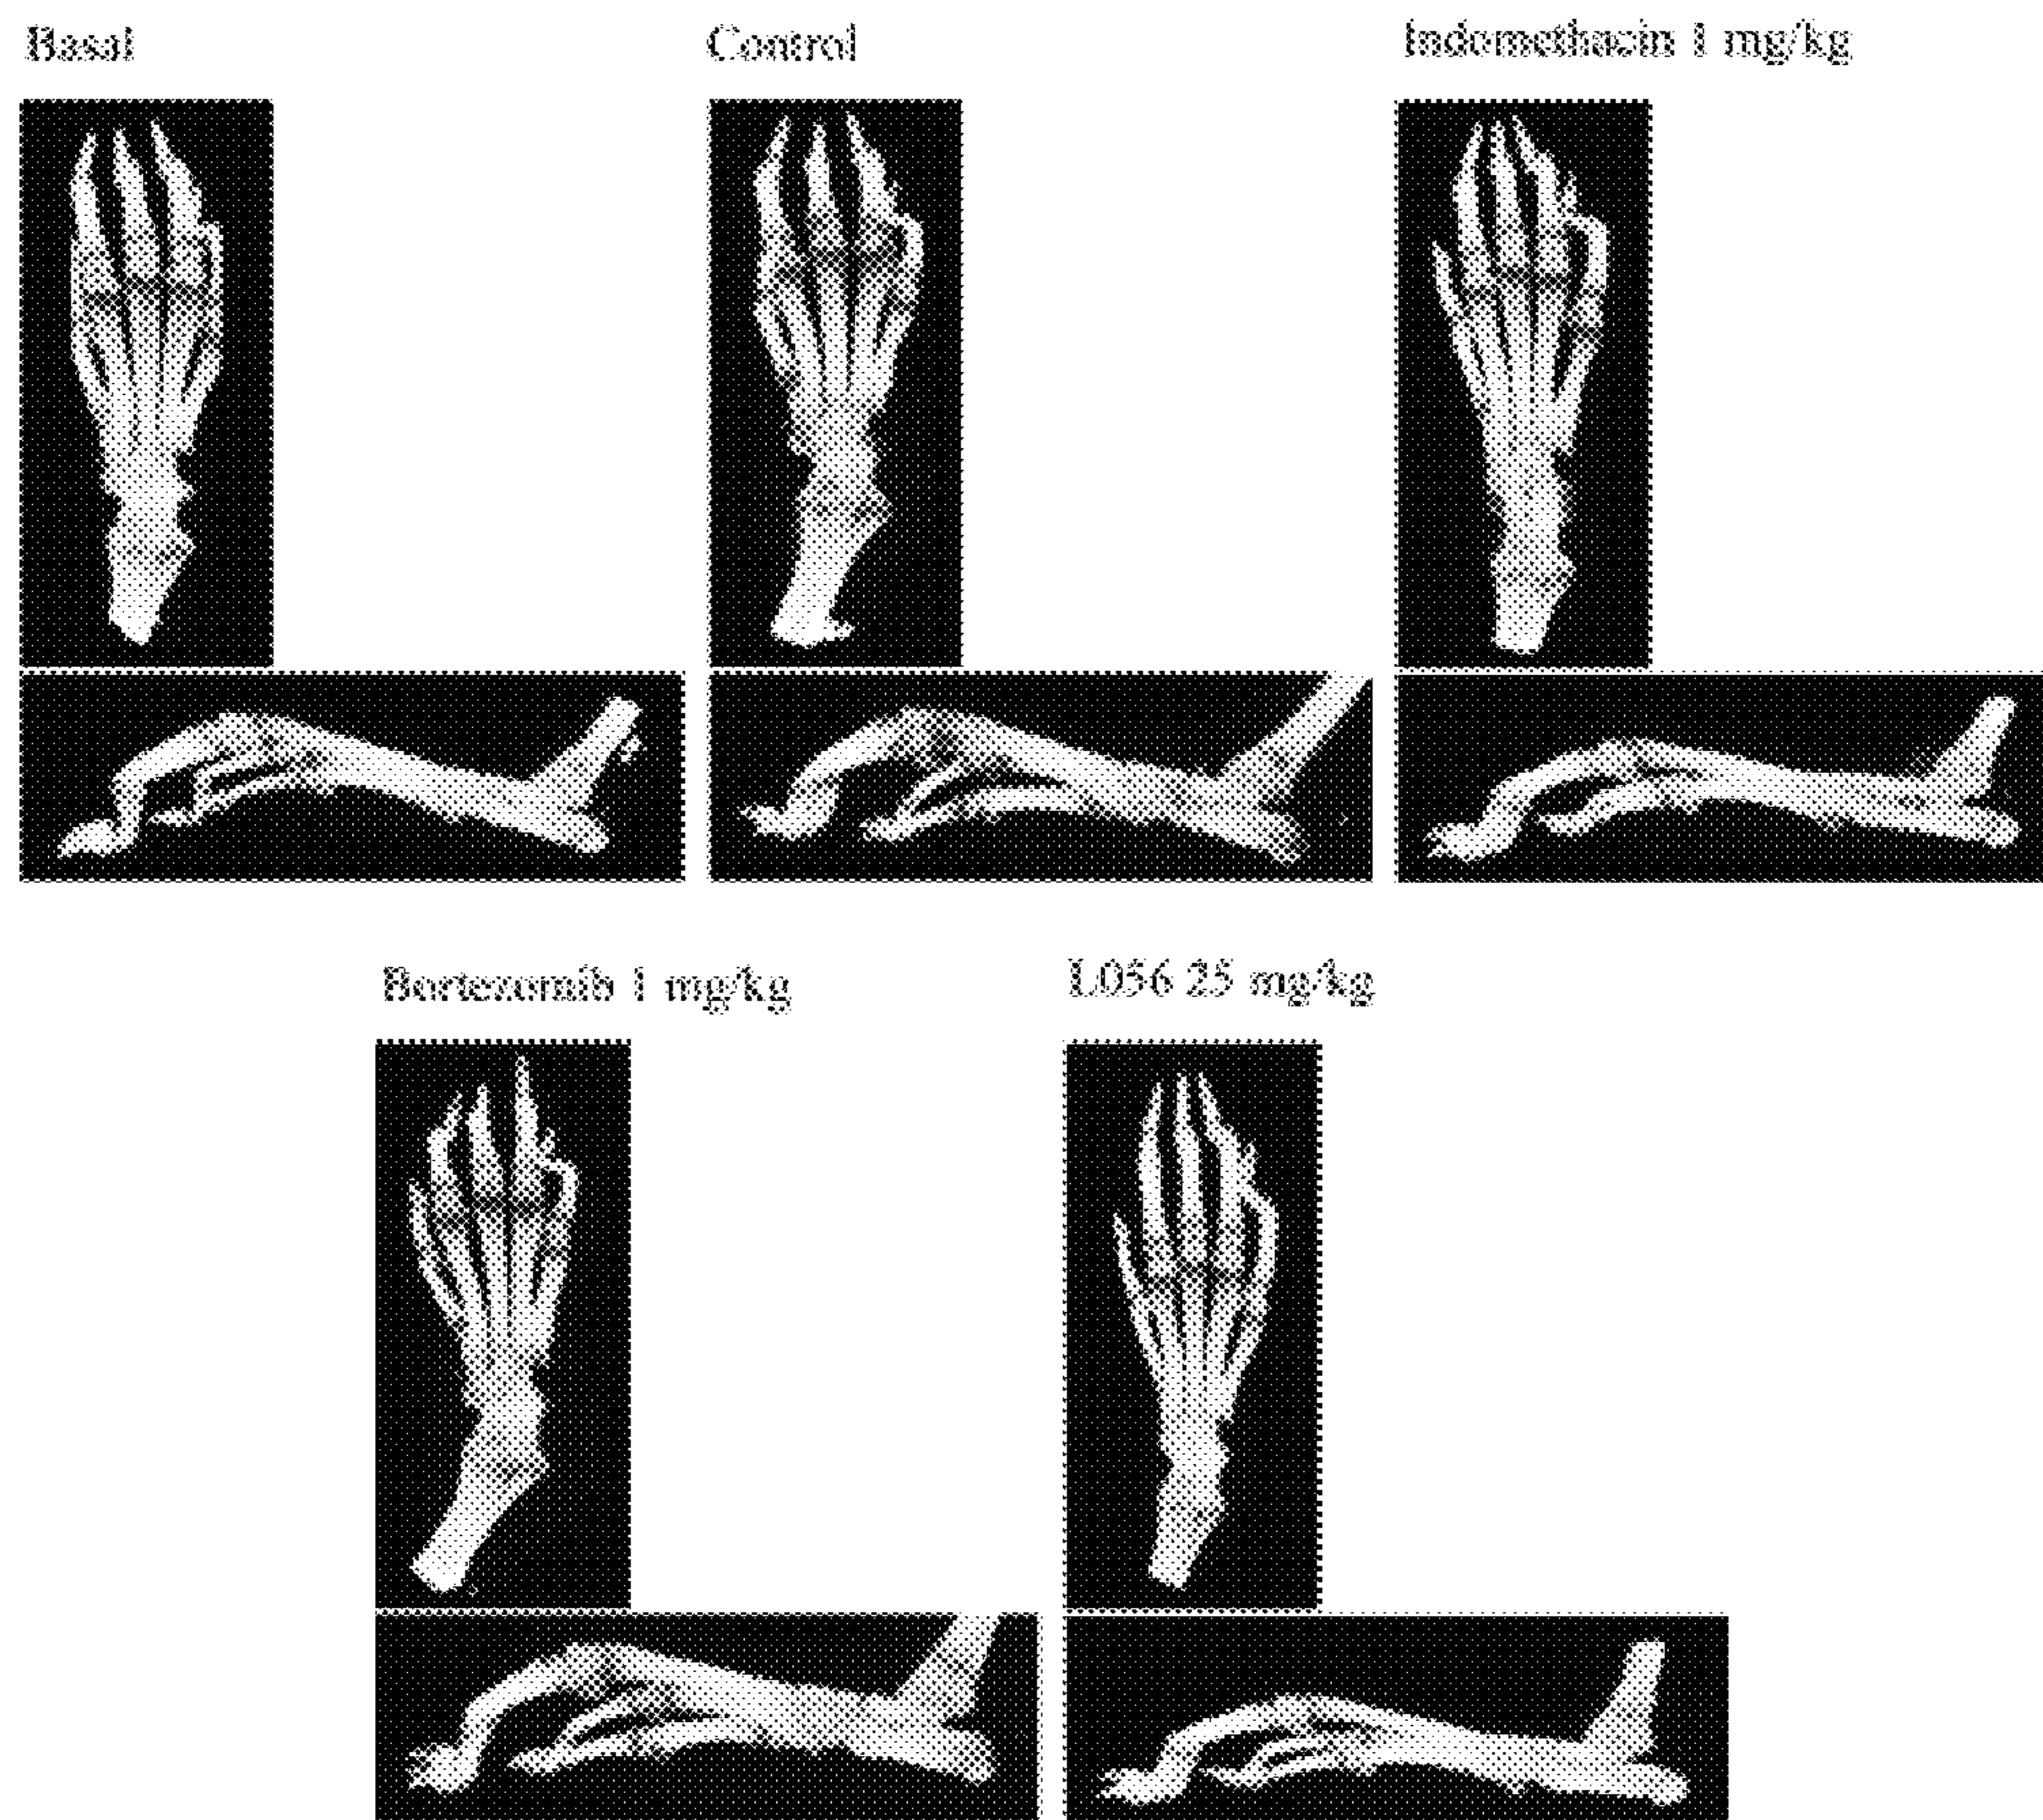 Basal
Control
Indomethacin 1 mg/kg
Bortezomib 1 mg/kg
L056 25 mg/kg